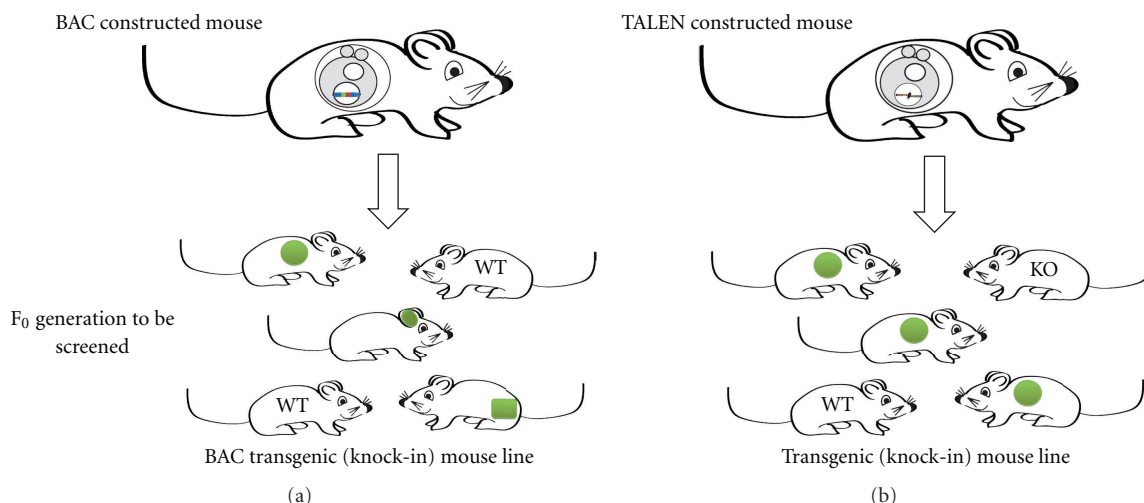 BAC constructed mouse
TALEN constructed mouse
WT
KO
F₀ generation to be
screened
WT
WT
BAC transgenic (knock-in) mouse line
Transgenic (knock-in) mouse line
(a)
(b)